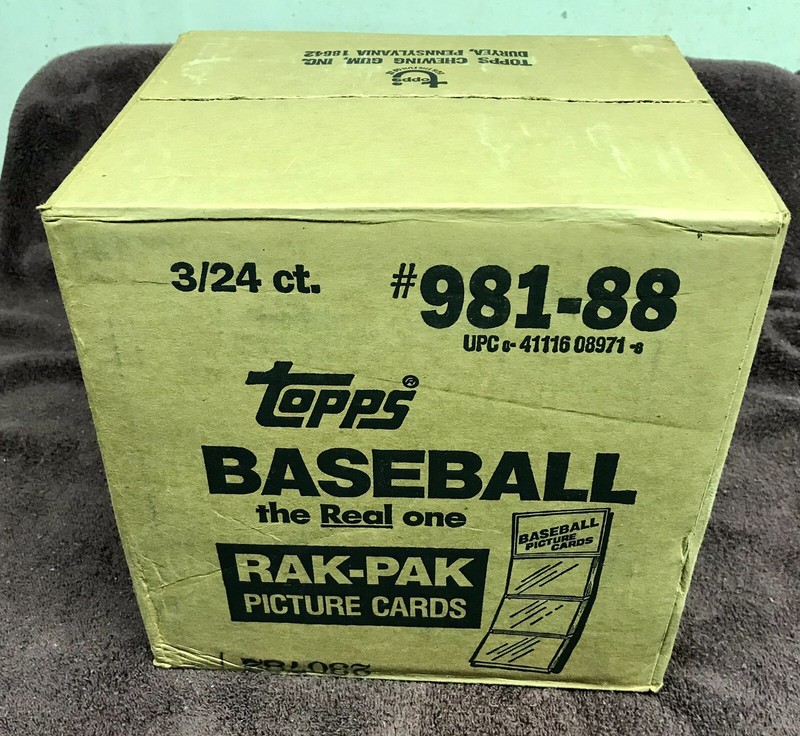 TOPPS CHEWING GUM, INC.
DURYEA, PENNSYLVANIA 18642
topps
3/24 ct.
#981-88
UPC 0- 41116 08971 -8
topps®
BASEBALL
the Real one
RAK-PAK
PICTURE CARDS
BASEBALL
PICTURE
CARDS